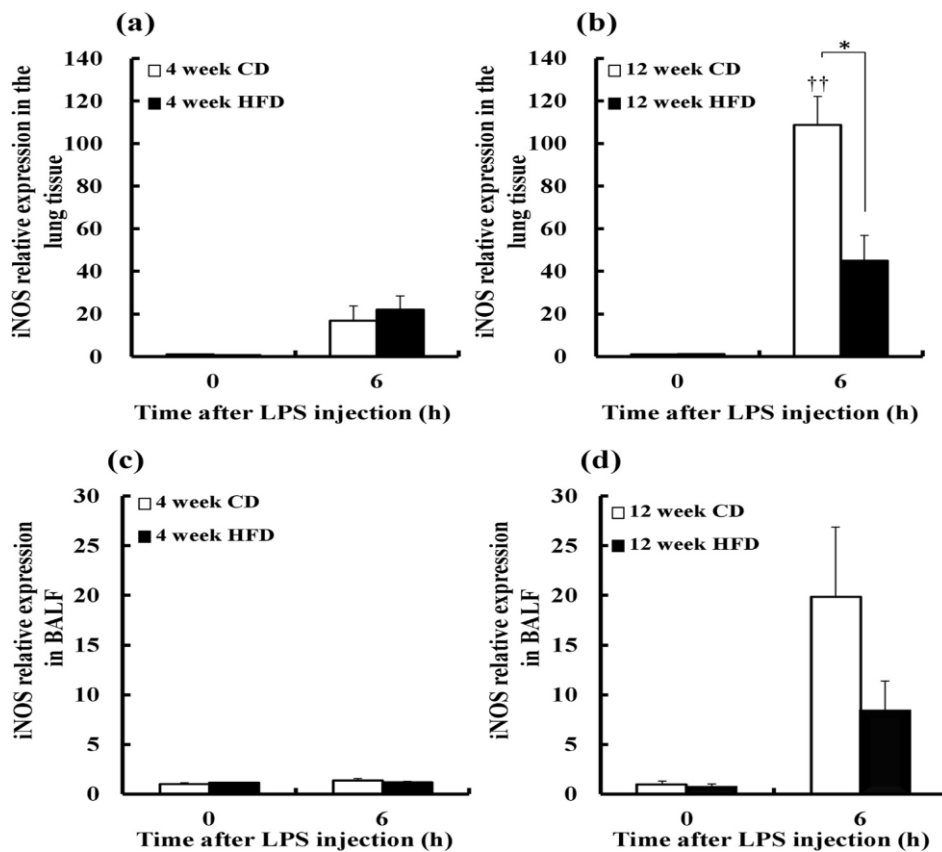 (a)
iNOS relative expression in the
lung tissue
140
120
100
80
60
40
20
0
4 week CD
4 week HFD
0
6
Time after LPS injection (h)
(b)
iNOS relative expression in the
lung tissue
140
120
100
80
60
40
20
0
12 week CD
12 week HFD
††
*
0
6
Time after LPS injection (h)
(c)
iNOS relative expression
in BALF
30
25
20
15
10
5
0
4 week CD
4 week HFD
0
6
Time after LPS injection (h)
(d)
iNOS relative expression
in BALF
30
25
20
15
10
5
0
12 week CD
12 week HFD
0
6
Time after LPS injection (h)